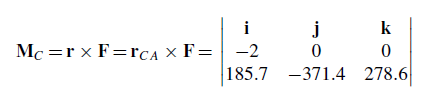 i j k
M_C = r × F = r_CA × F = | −2 0 0 |
185.7 −371.4 278.6